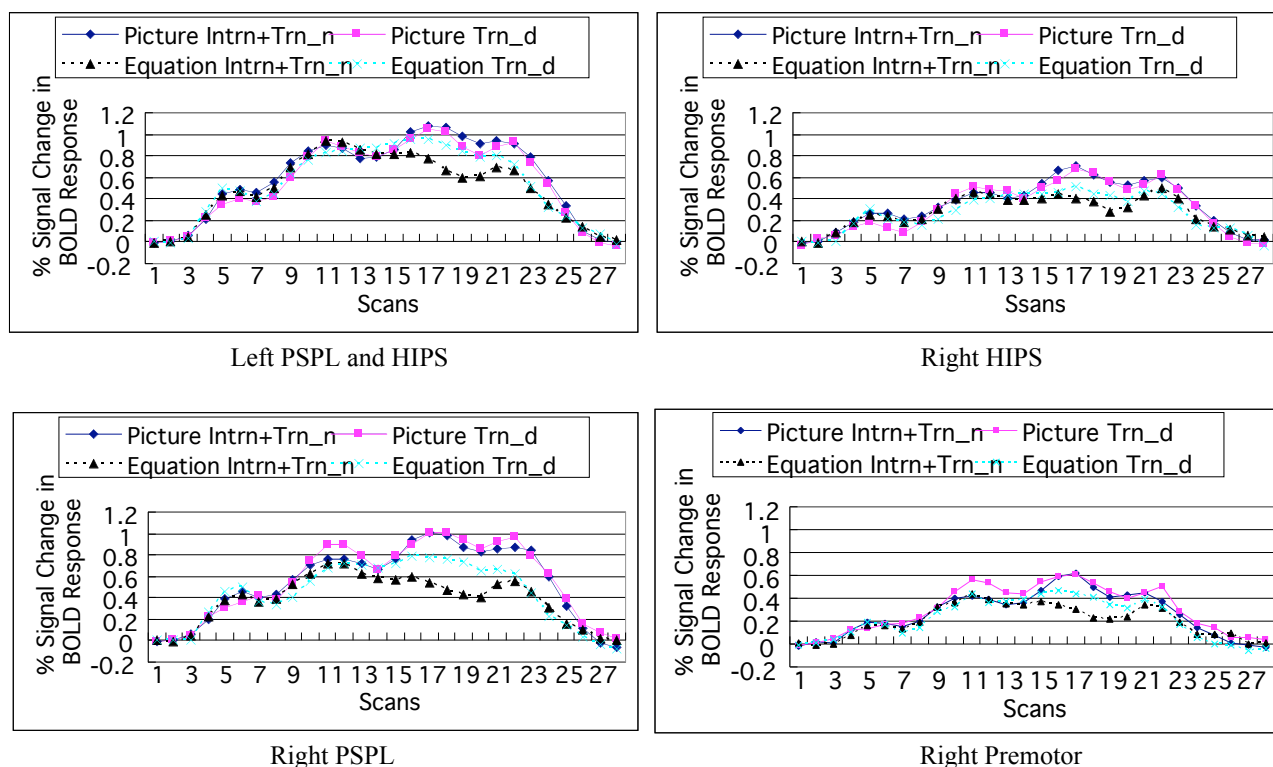 Picture Intrn+Trn_n Picture Trn_d
Equation Intrn+Trn_n Equation Trn_d
% Signal Change in
BOLD Response
1.2
1
0.8
0.6
0.4
0.2
0
-0.2
1 3 5 7 9 11 13 15 17 19 21 23 25 27
Scans
Left PSPL and HIPS
Picture Intrn+Trn_n Picture Trn_d
Equation Intrn+Trn_n Equation Trn_d
% Signal Change in
BOLD Response
1.2
1
0.8
0.6
0.4
0.2
0
-0.2
1 3 5 7 9 11 13 15 17 19 21 23 25 27
Ssans
Right HIPS
Picture Intrn+Trn_n Picture Trn_d
Equation Intrn+Trn_n Equation Trn_d
% Signal Change in
BOLD Response
1.2
1
0.8
0.6
0.4
0.2
0
-0.2
1 3 5 7 9 11 13 15 17 19 21 23 25 27
Scans
Right PSPL
Picture Intrn+Trn_n Picture Trn_d
Equation Intrn+Trn_n Equation Trn_d
% Signal Change in
BOLD Response
1.2
1
0.8
0.6
0.4
0.2
0
-0.2
1 3 5 7 9 11 13 15 17 19 21 23 25 27
Scans
Right Premotor